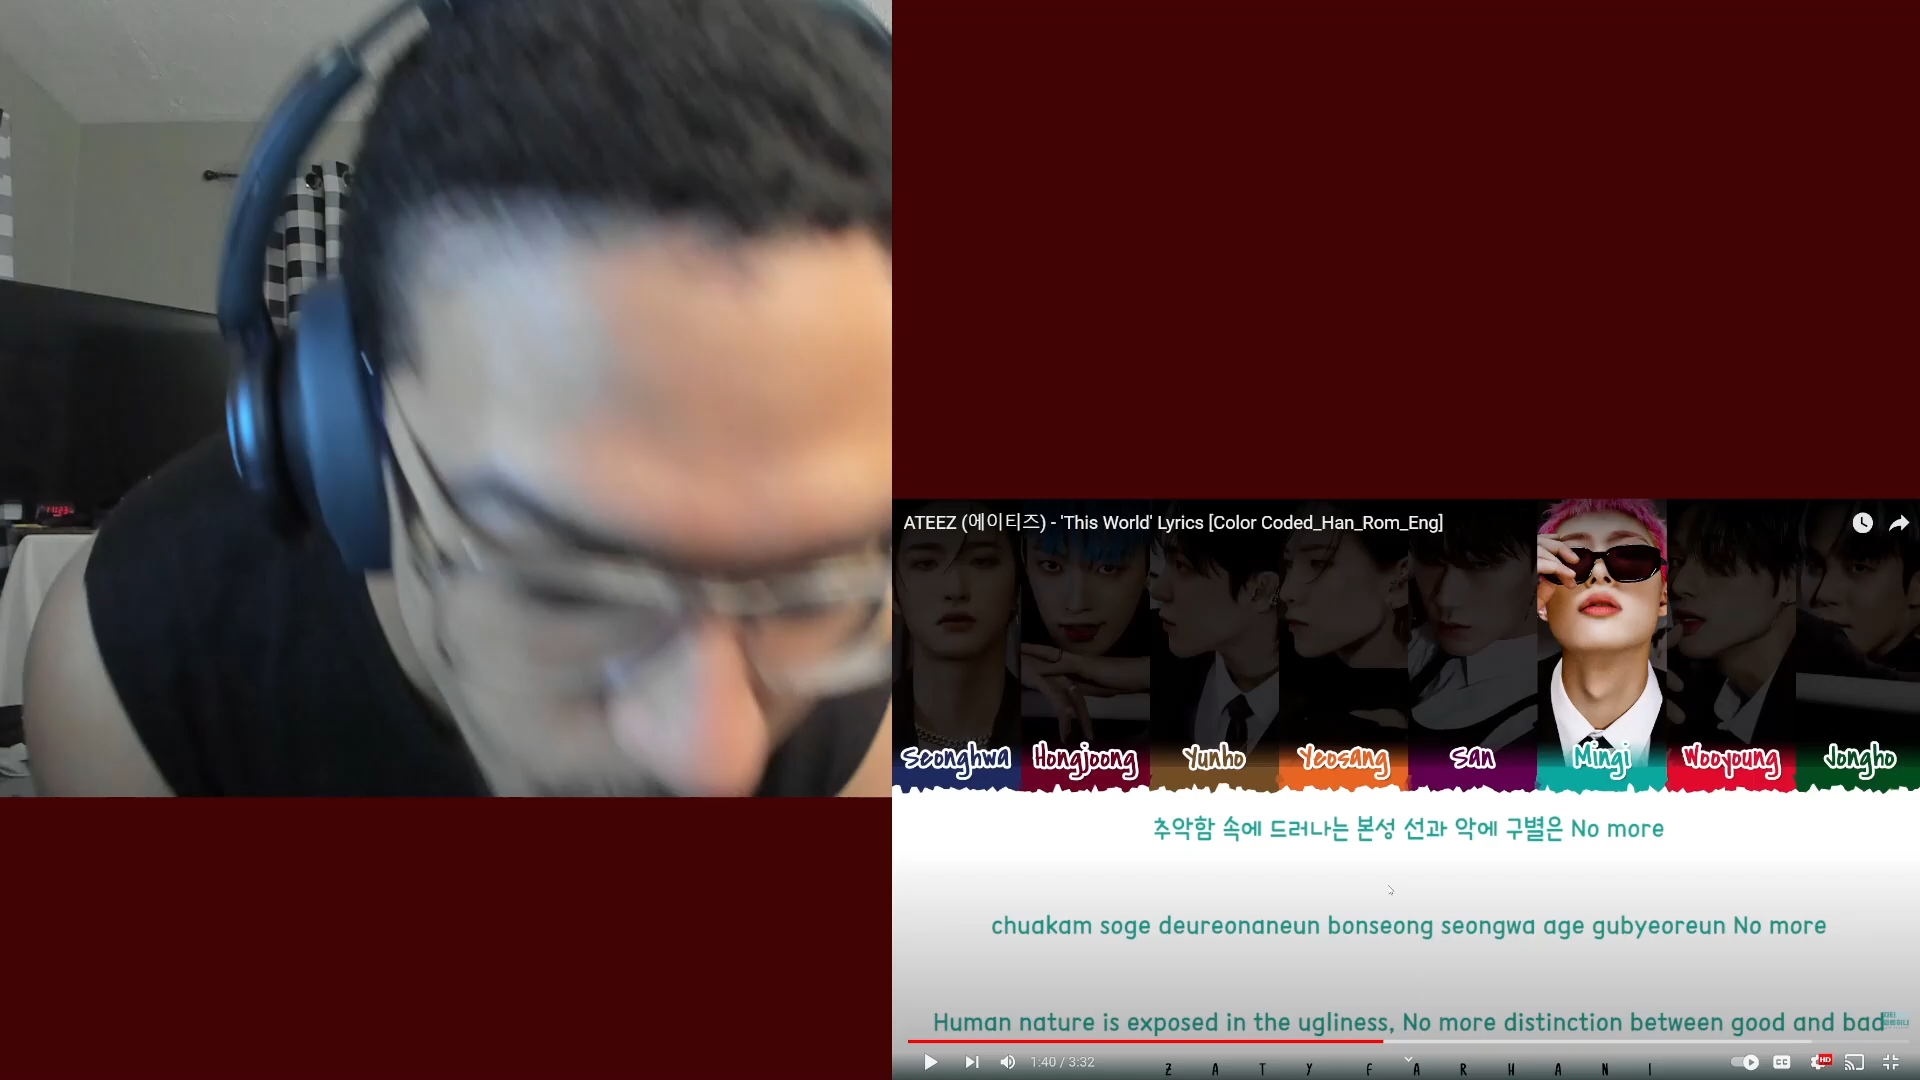 ATEEZ (에이티즈) - 'This World' Lyrics [Color Coded_Han_Rom_Eng]
Seonghwa Hongjoong Yunho Yeosang San Mingi Wooyoung Jongho
추악함 속에 드러나는 본성 선과 악에 구별은 No more
chuakam soge deureonaneun bonseong seongwa age gubyeoreun No more
Human nature is exposed in the ugliness, No more distinction between good and bad
1:40 / 3:32
Z A T Y F A R H A N I
CC
HD